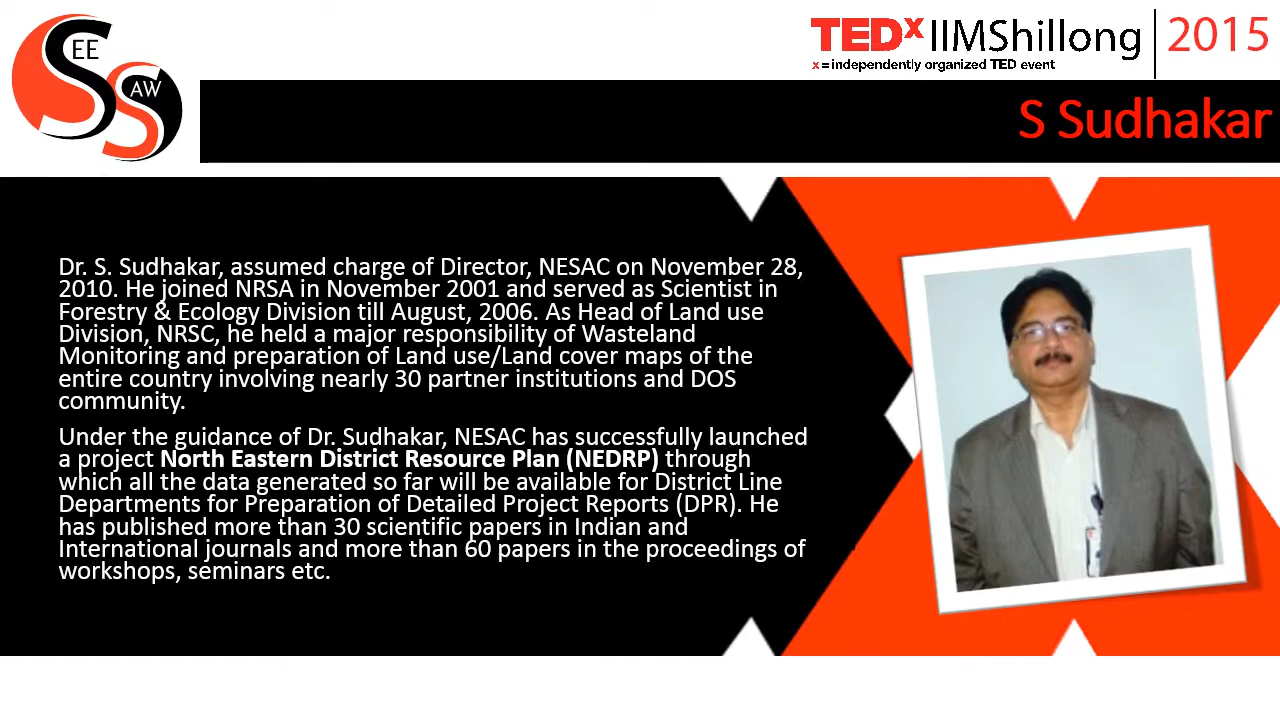 SEE
SAW
TEDx IIMShillong
x = independently organized TED event
2015
S Sudhakar
Dr. S. Sudhakar, assumed charge of Director, NESAC on November 28,
2010. He joined NRSA in November 2001 and served as Scientist in
Forestry & Ecology Division till August, 2006. As Head of Land use
Division, NRSC, he held a major responsibility of Wasteland
Monitoring and preparation of Land use/Land cover maps of the
entire country involving nearly 30 partner institutions and DOS
community.
Under the guidance of Dr. Sudhakar, NESAC has successfully launched
a project North Eastern District Resource Plan (NEDRP) through
which all the data generated so far will be available for District Line
Departments for Preparation of Detailed Project Reports (DPR). He
has published more than 30 scientific papers in Indian and
International journals and more than 60 papers in the proceedings of
workshops, seminars etc.